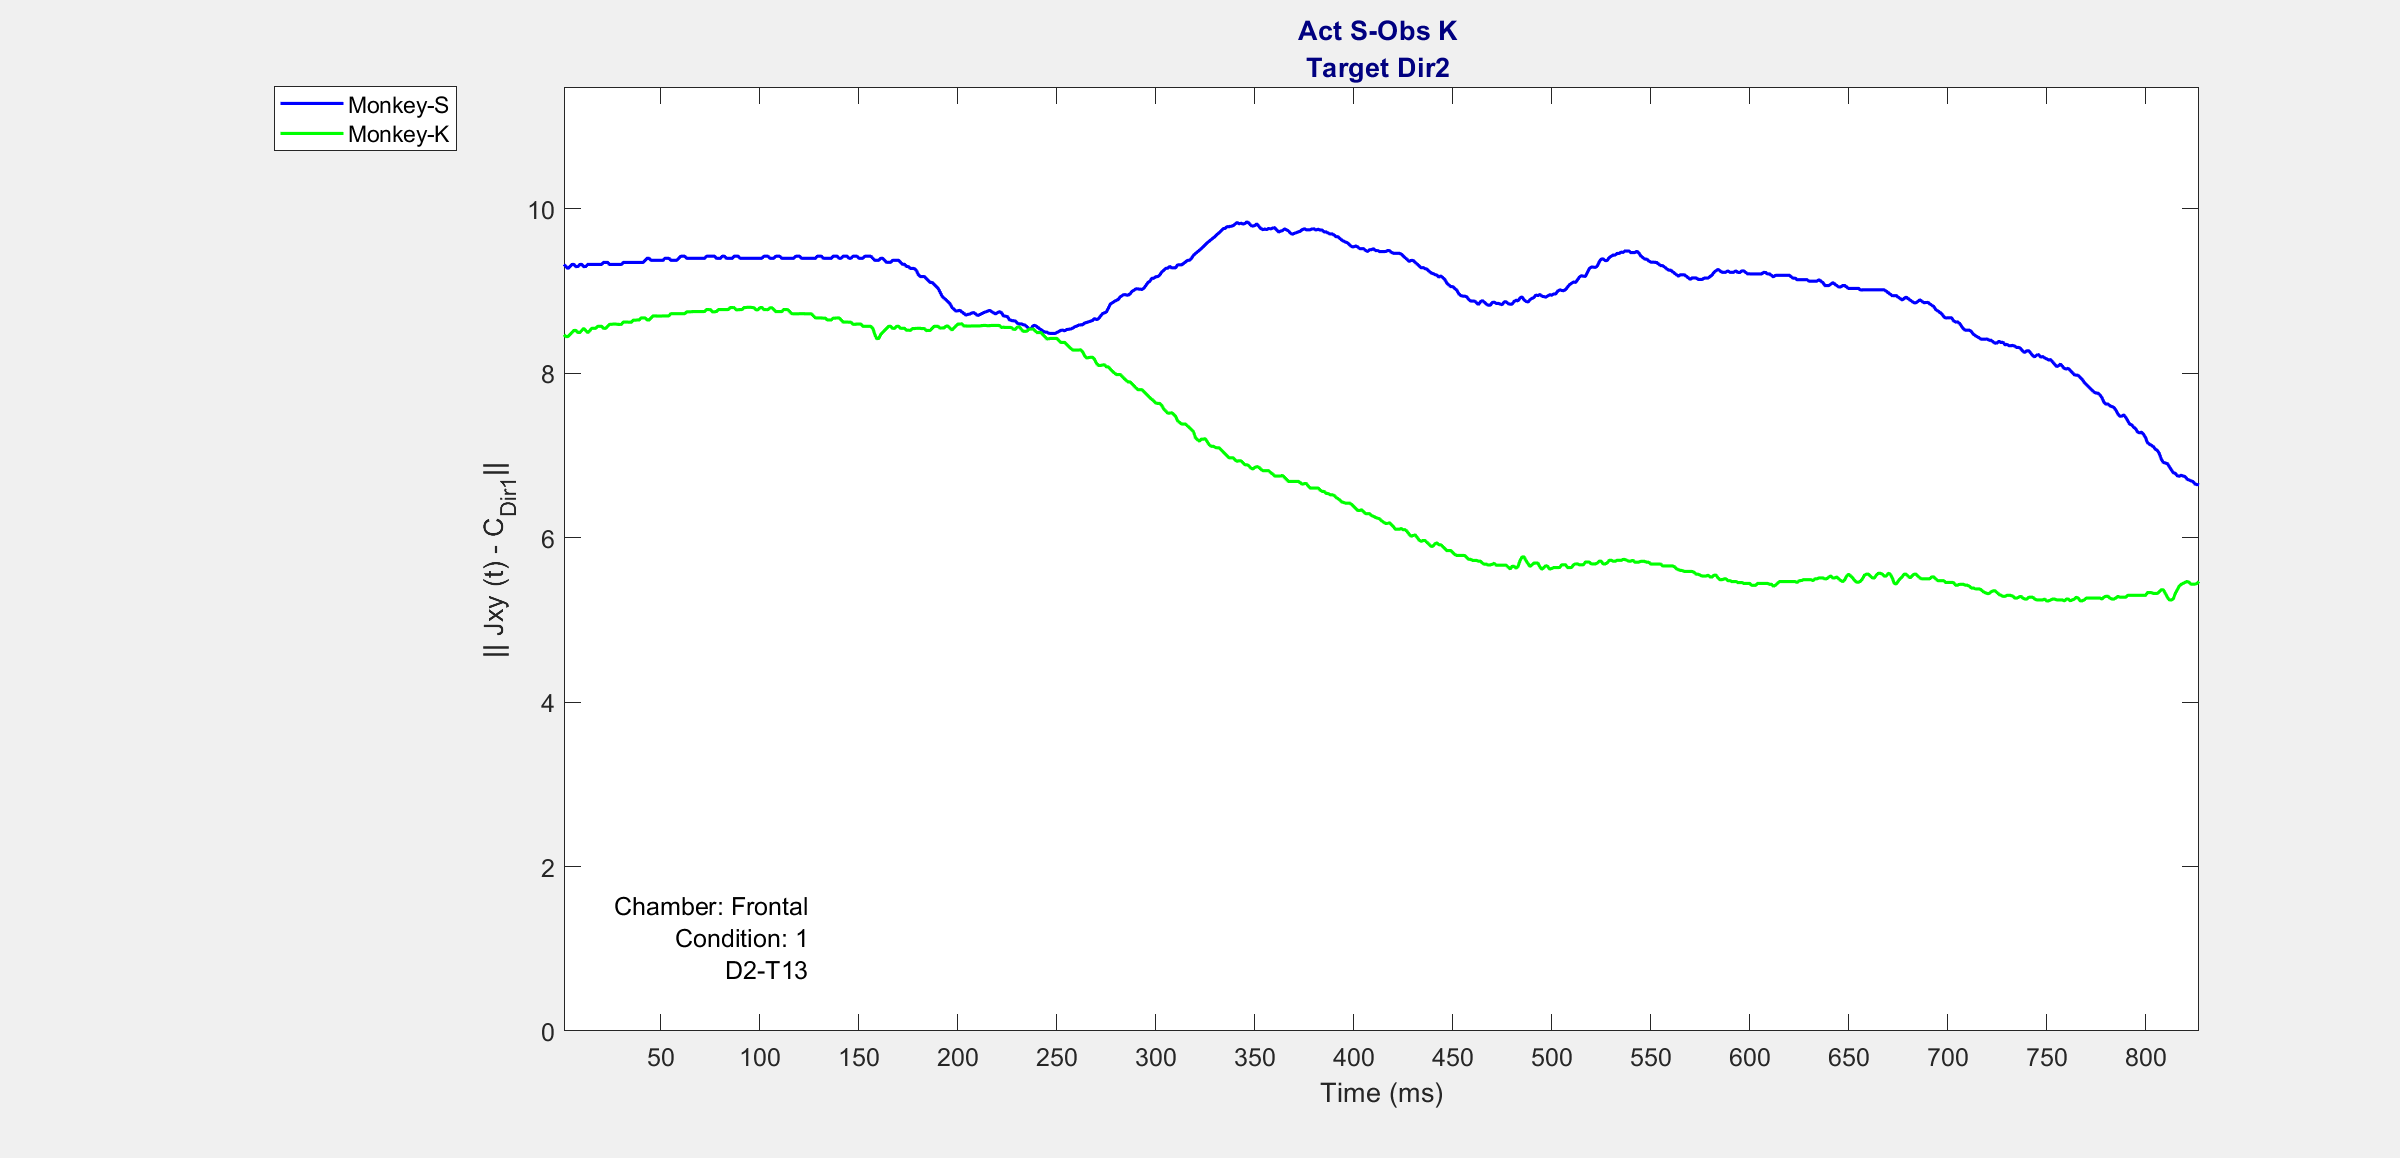 Act S-Obs K
Target Dir2
Monkey-S
Monkey-K
10
8
6
4
2
0
|| Jxy (t) - C_Dir1 ||
Chamber: Frontal
Condition: 1
D2-T13
50 100 150 200 250 300 350 400 450 500 550 600 650 700 750 800
Time (ms)